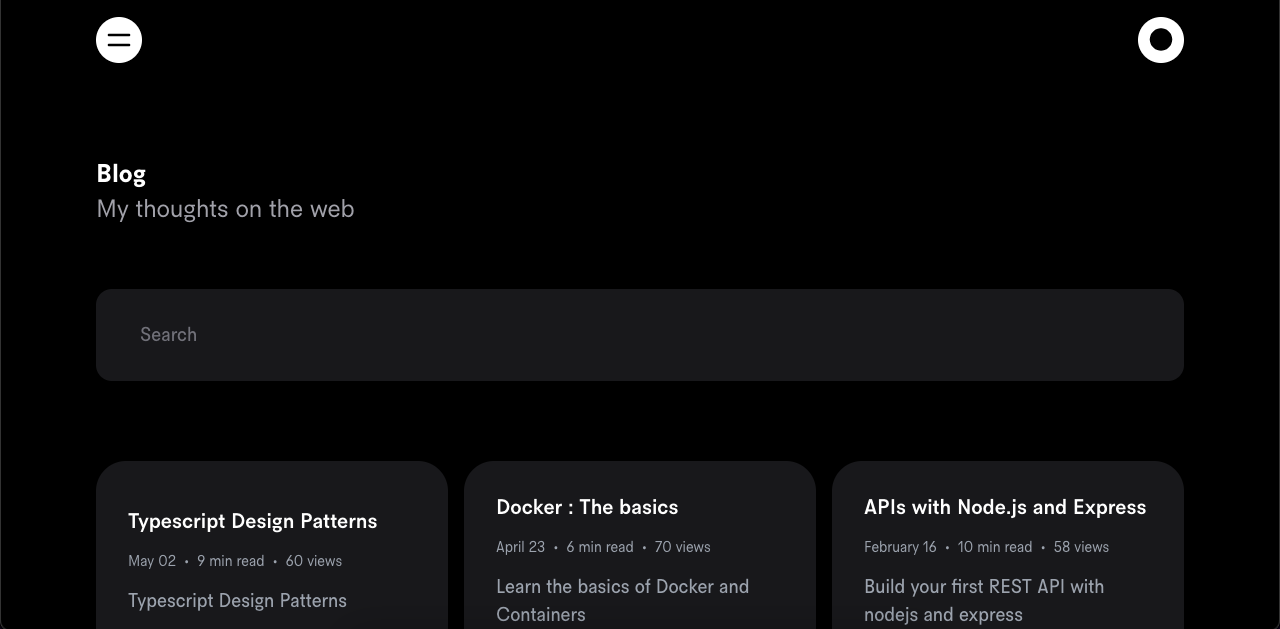 Blog
My thoughts on the web
Search
Typescript Design Patterns
May 02 • 9 min read • 60 views
Typescript Design Patterns
Docker : The basics
April 23 • 6 min read • 70 views
Learn the basics of Docker and
Containers
APIs with Node.js and Express
February 16 • 10 min read • 58 views
Build your first REST API with
nodejs and express